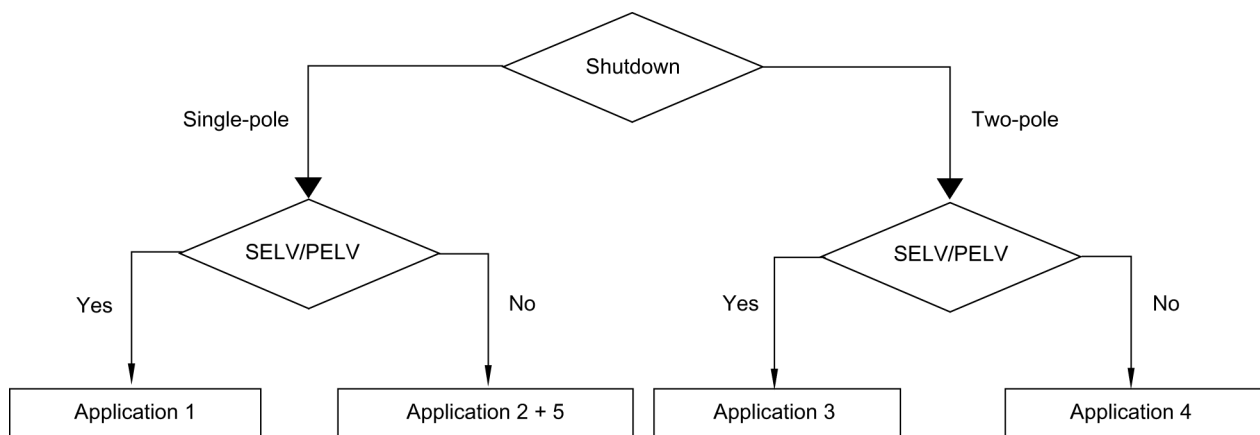 Shutdown
Single-pole
Two-pole
SELV/PELV
SELV/PELV
Yes
No
Yes
No
Application 1
Application 2 + 5
Application 3
Application 4